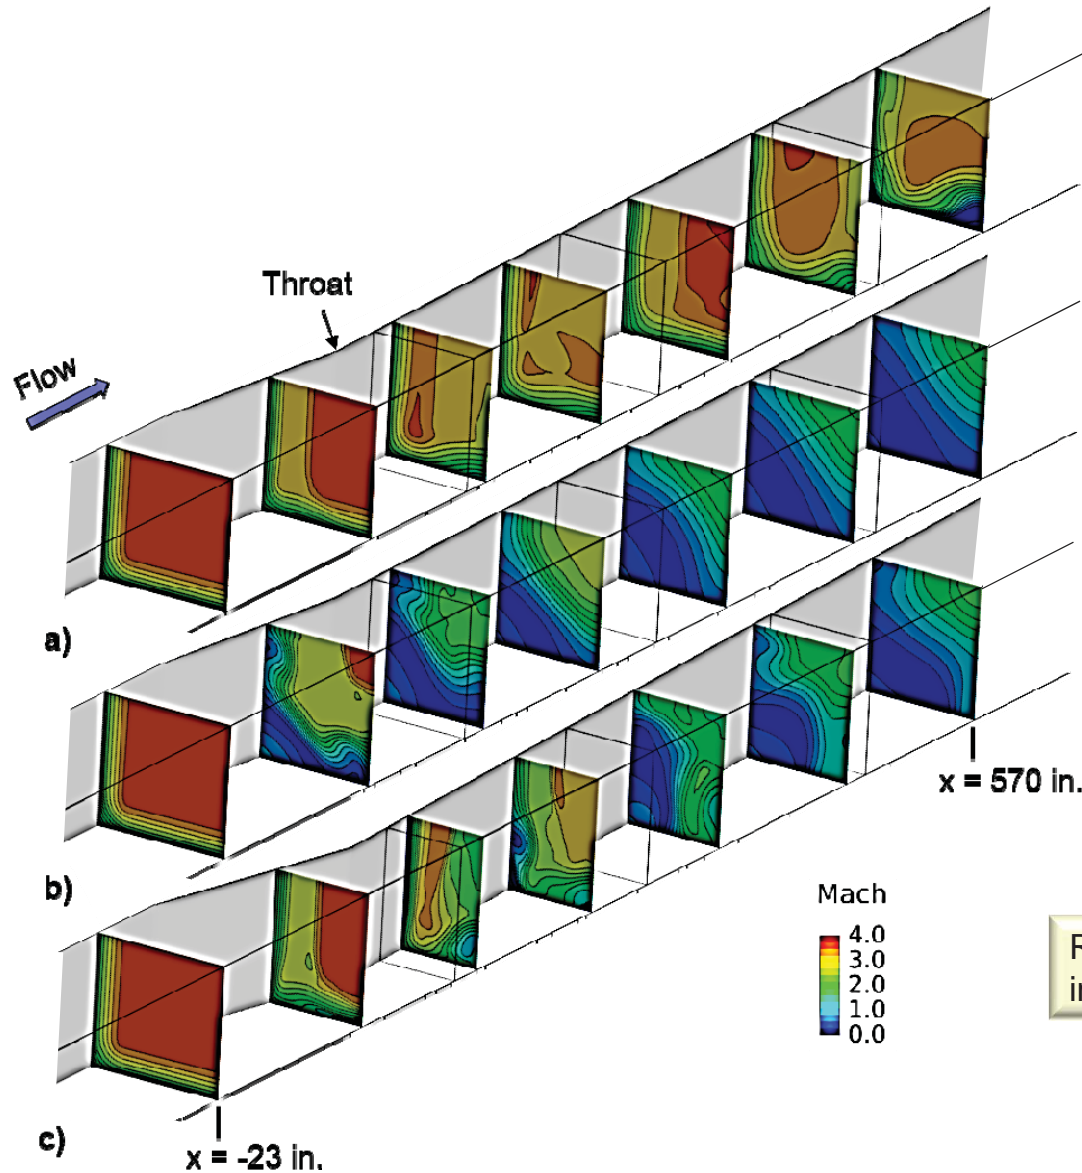 Throat
Flow
a)
x = 570 in.
b)
Mach
4.0
3.0
2.0
1.0
0.0
c)
x = -23 in.